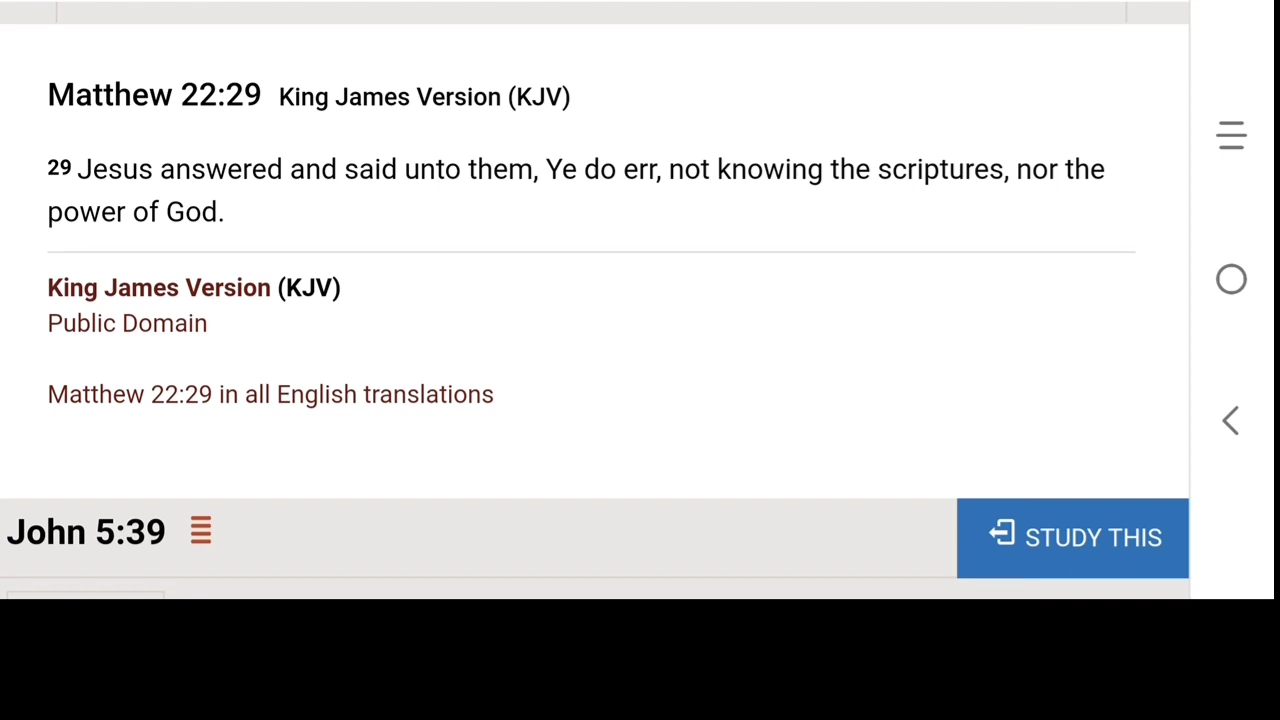 Matthew 22:29 King James Version (KJV)
29 Jesus answered and said unto them, Ye do err, not knowing the scriptures, nor the
power of God.
King James Version (KJV)
Public Domain
Matthew 22:29 in all English translations
John 5:39
STUDY THIS